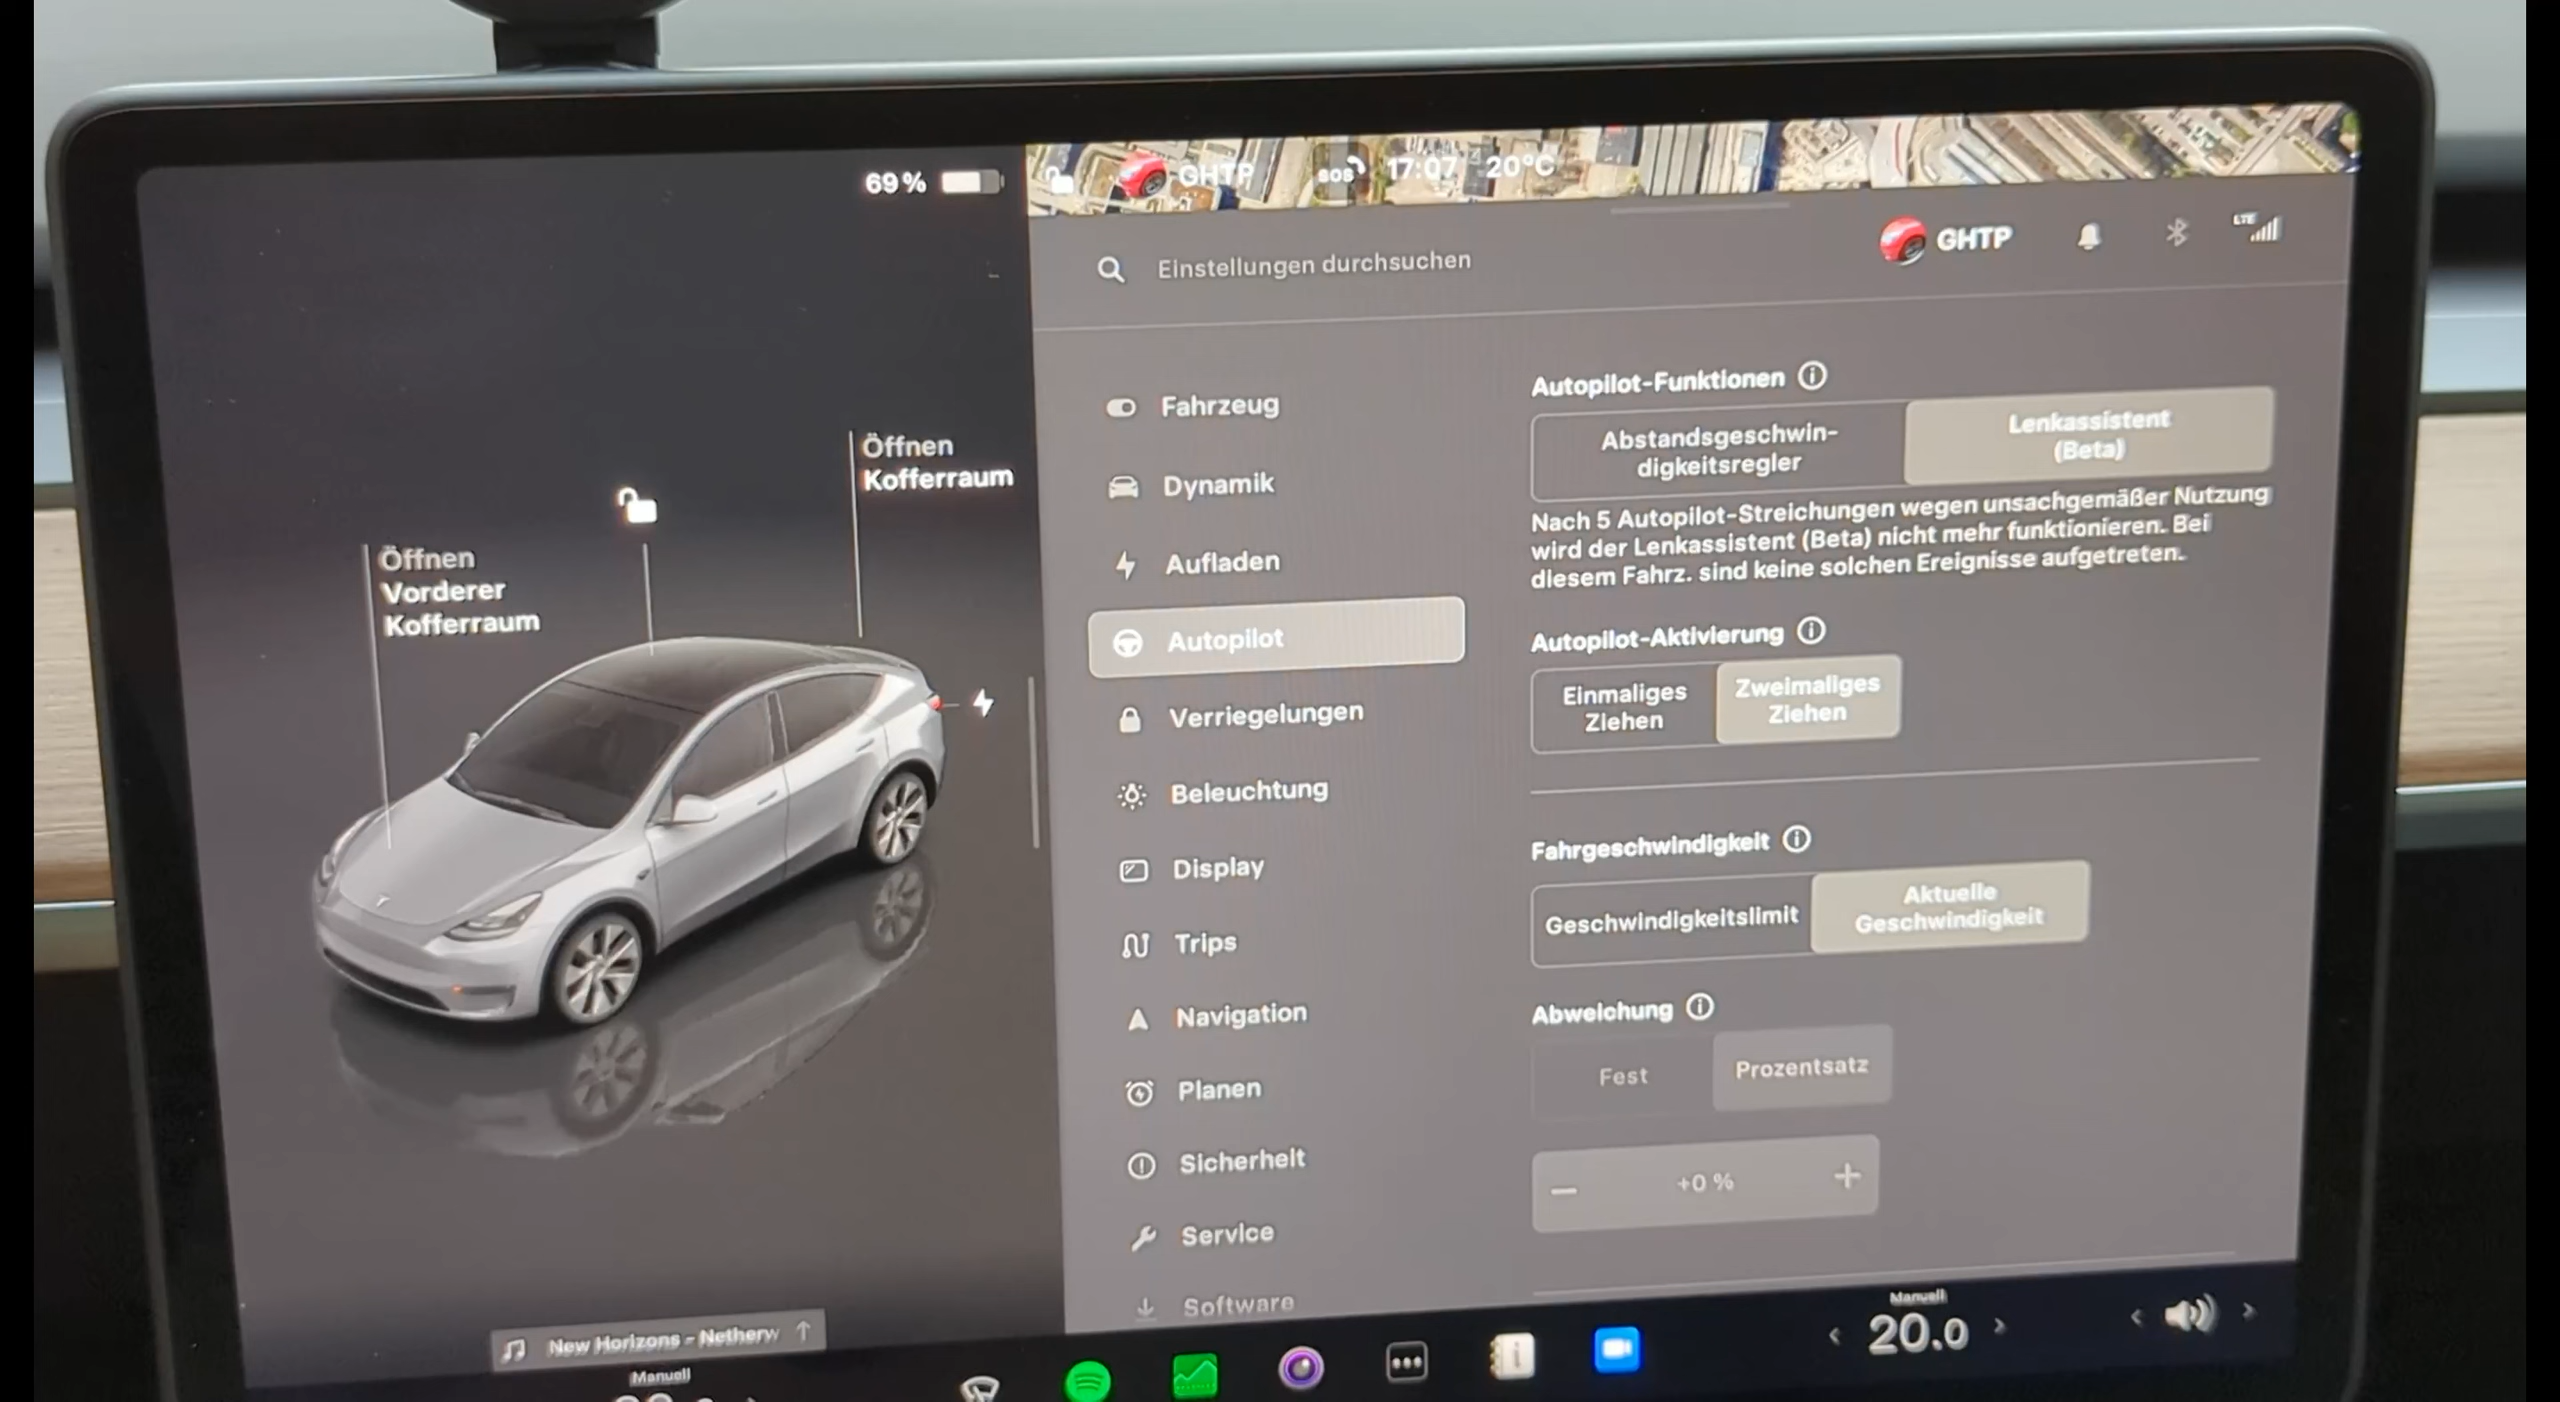 69 %
GHTP
SOS
17:07
20°C
Einstellungen durchsuchen
GHTP
LTE
Öffnen
Kofferraum
Öffnen
Vorderer
Kofferraum
Fahrzeug
Dynamik
Aufladen
Autopilot
Verriegelungen
Beleuchtung
Display
Trips
Navigation
Planen
Sicherheit
Service
Software
Autopilot-Funktionen
Abstandsgeschwin-
digkeitsregler
Lenkassistent
(Beta)
Nach 5 Autopilot-Streichungen wegen unsachgemäßer Nutzung
wird der Lenkassistent (Beta) nicht mehr funktionieren. Bei
diesem Fahrz. sind keine solchen Ereignisse aufgetreten.
Autopilot-Aktivierung
Einmaliges
Ziehen
Zweimaliges
Ziehen
Fahrgeschwindigkeit
Geschwindigkeitslimit
Aktuelle
Geschwindigkeit
Abweichung
Fest
Prozentsatz
+0 %
New Horizons - Netherw
Manuell
Manuell
20.0